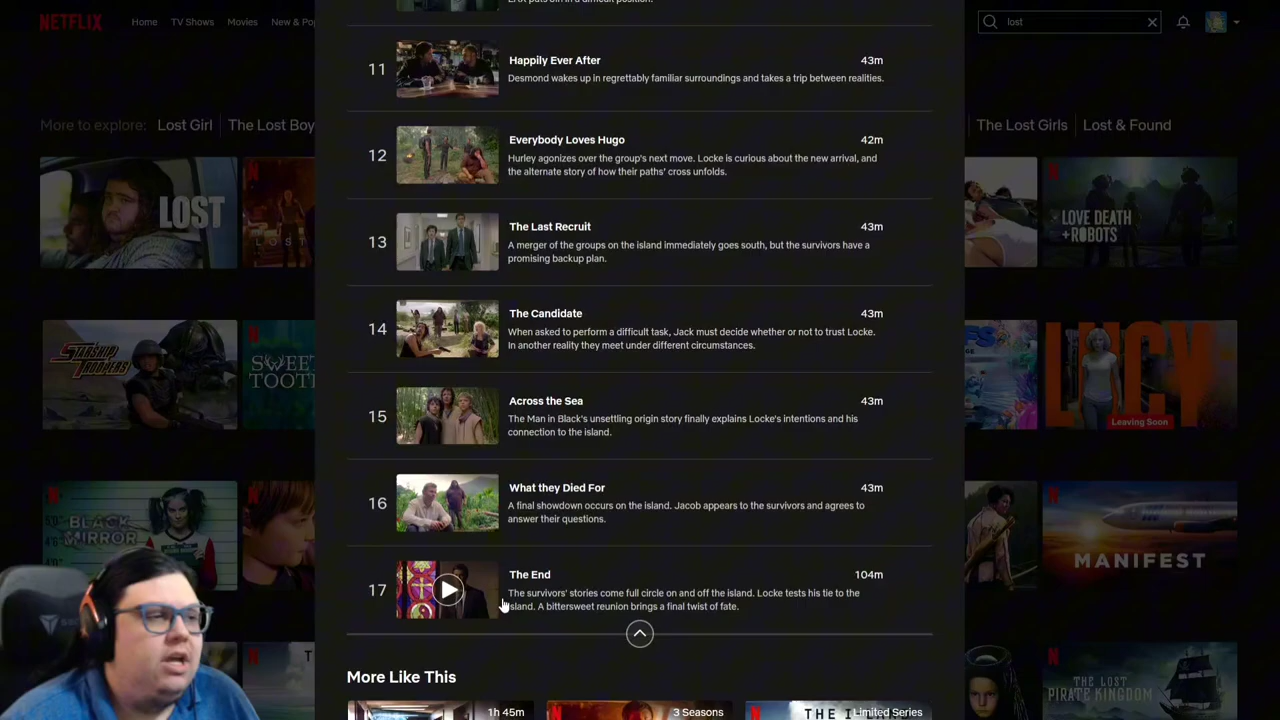 NETFLIX
Home
TV Shows
Movies
lost
More to explore:
Lost Girl
The Lost Girls
Lost & Found
11
Happily Ever After
43m
Desmond wakes up in regrettably familiar surroundings and takes a trip between realities.
12
Everybody Loves Hugo
42m
Hurley agonizes over the group's next move. Locke is curious about the new arrival, and
the alternate story of how their paths' cross unfolds.
13
The Last Recruit
43m
A merger of the groups on the island immediately goes south, but the survivors have a
promising backup plan.
14
The Candidate
43m
When asked to perform a difficult task, Jack must decide whether or not to trust Locke.
In another reality they meet under different circumstances.
15
Across the Sea
43m
The Man in Black's unsettling origin story finally explains Locke's intentions and his
connection to the island.
16
What they Died For
43m
A final showdown occurs on the island. Jacob appears to the survivors and agrees to
answer their questions.
17
The End
104m
The survivors' stories come full circle on and off the island. Locke tests his tie to the
island. A bittersweet reunion brings a final twist of fate.
More Like This
1h 45m
3 Seasons
Limited Series
LOST
LOVE DEATH
+ROBOTS
STARSHIP
TROOPERS
SWEET
TOOTH
LUCY
Leaving Soon
BLACK
MIRROR
MANIFEST
THE LOST
PIRATE KINGDOM